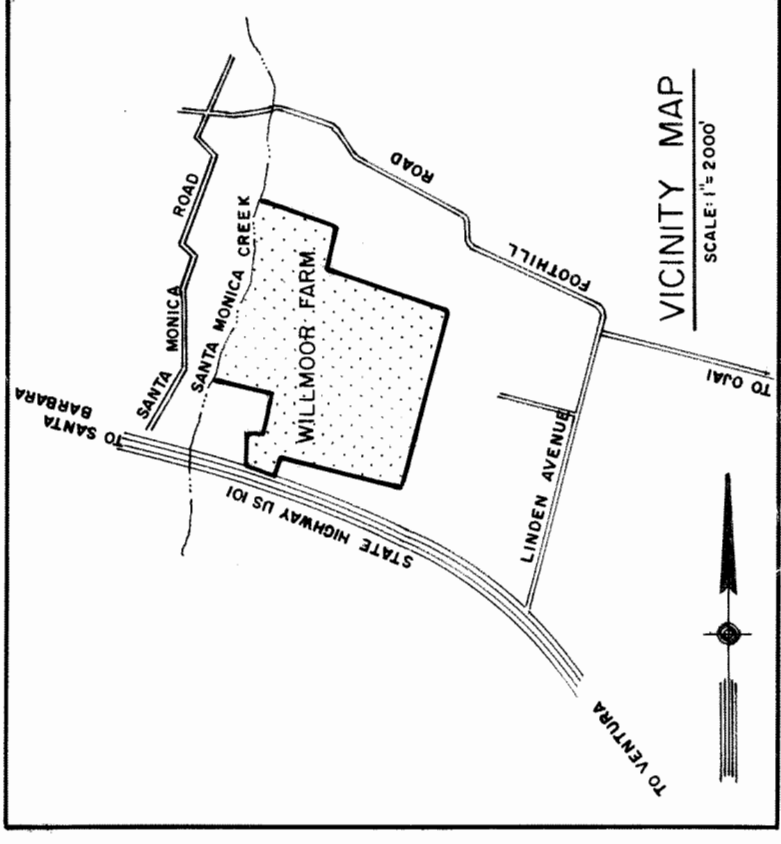 SANTA MONICA ROAD
SANTA MONICA CREEK
WILLMOOR FARM
TO SANTA
BARBARA
STATE HIGHWAY US 101
FOOTHILL ROAD
LINDEN AVENUE
TO OJAI
TO VENTURA
VICINITY MAP
SCALE: 1"= 2000'